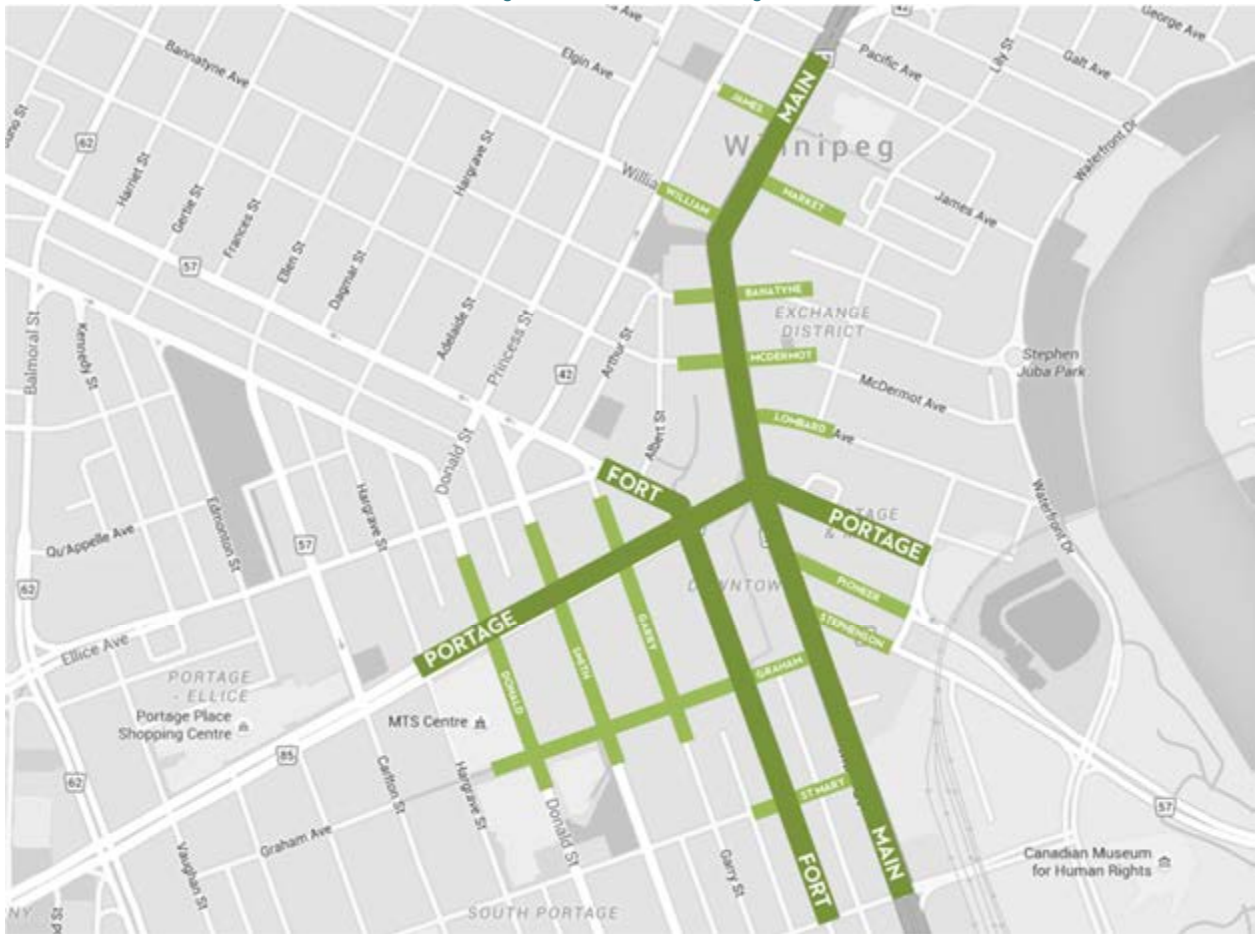 Bannatyne Ave
Elgin Ave
Pacific Ave
Lily St
George Ave
Galt Ave
Waterfront Dr
MAIN
JAMES
Winnipeg
62
Harriet St
Gertie St
Frances St
Ellen St
Dagmar St
Hargrave St
WILLIAM
MARKET
James Ave
57
Balmoral St
Kennedy St
Adelaide St
Princess St
42
Arthur St
BANATYNE
EXCHANGE
DISTRICT
MCDERMOT
McDermot Ave
Stephen
Juba Park
Albert St
LOMBARD
Ave
Donald St
FORT
PORTAGE
Waterfront Dr
Qu'Appelle Ave
Edmonton St
57
Hargrave St
62
Ellice Ave
PORTAGE
- ELLICE
Portage Place
Shopping Centre
PORTAGE
DONALD
SMITH
GARRY
DOWNTOW
PIONEER
STEPHENSON
GRAHAM
MTS Centre
85
62
Carlton St
Hargrave St
Donald St
Graham Ave
Vaughan St
ST MARY
Garry St
FORT
MAIN
57
Canadian Museum
for Human Rights
SOUTH PORTAGE